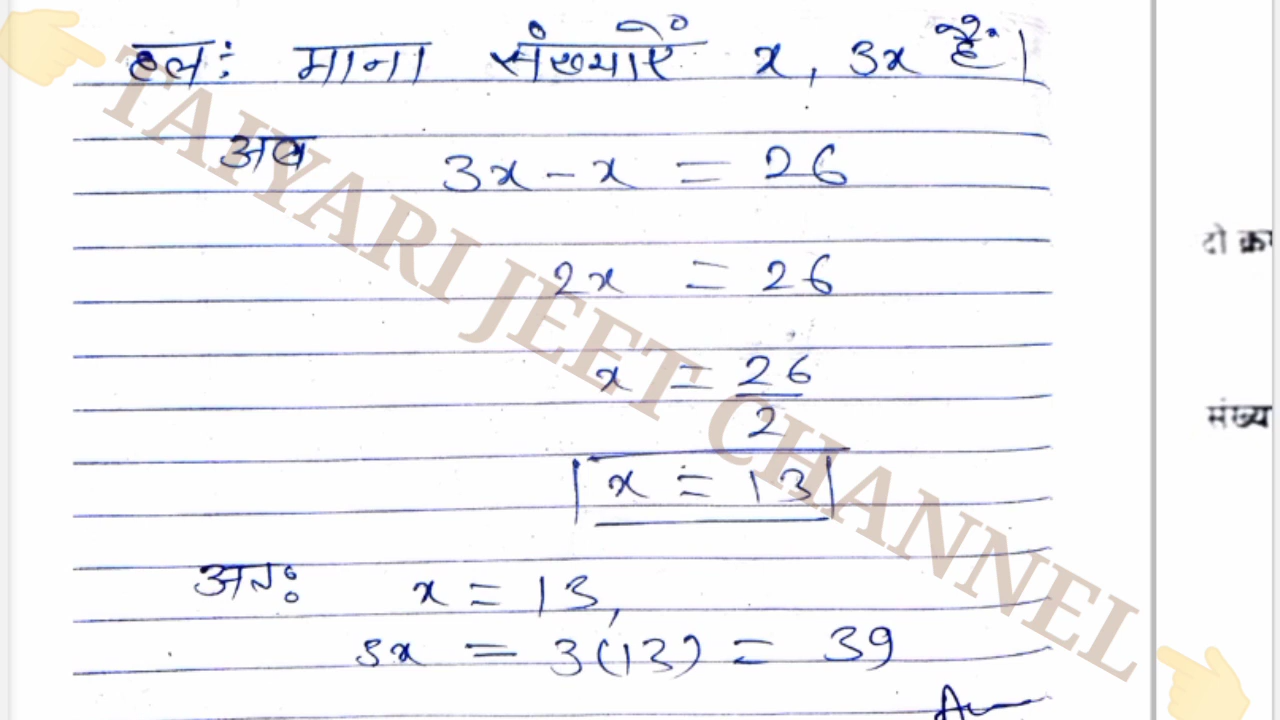 हलः माना संख्याऐं x, 3x हैं।
अब 3x - x = 26
2x = 26
x = 26/2
x = 13
अतः x = 13,
3x = 3(13) = 39
TAIYARI JEET CHANNEL
दो
संख्य